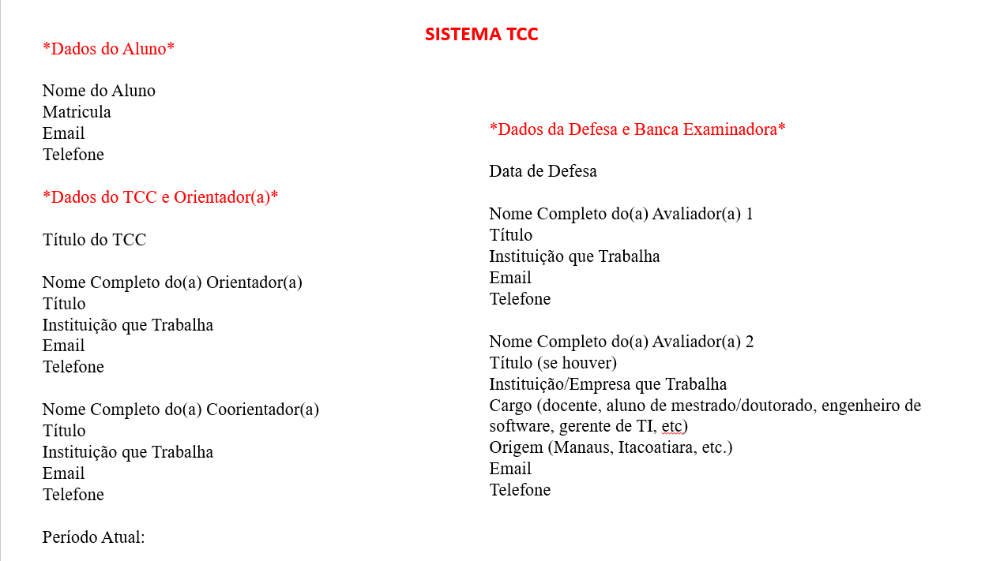 SISTEMA TCC
*Dados do Aluno*
Nome do Aluno
Matricula
Email
Telefone
*Dados do TCC e Orientador(a)*
Título do TCC
Nome Completo do(a) Orientador(a)
Título
Instituição que Trabalha
Email
Telefone
Nome Completo do(a) Coorientador(a)
Título
Instituição que Trabalha
Email
Telefone
Período Atual:
*Dados da Defesa e Banca Examinadora*
Data de Defesa
Nome Completo do(a) Avaliador(a) 1
Título
Instituição que Trabalha
Email
Telefone
Nome Completo do(a) Avaliador(a) 2
Título (se houver)
Instituição/Empresa que Trabalha
Cargo (docente, aluno de mestrado/doutorado, engenheiro de
software, gerente de TI, etc)
Origem (Manaus, Itacoatiara, etc.)
Email
Telefone